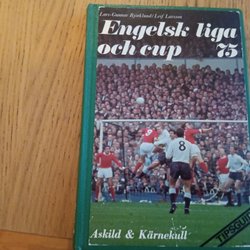 Lars-Gunnar Björklund/Leif Larsson
Engelsk liga
och cup 75
8
Askild & Kärnekull